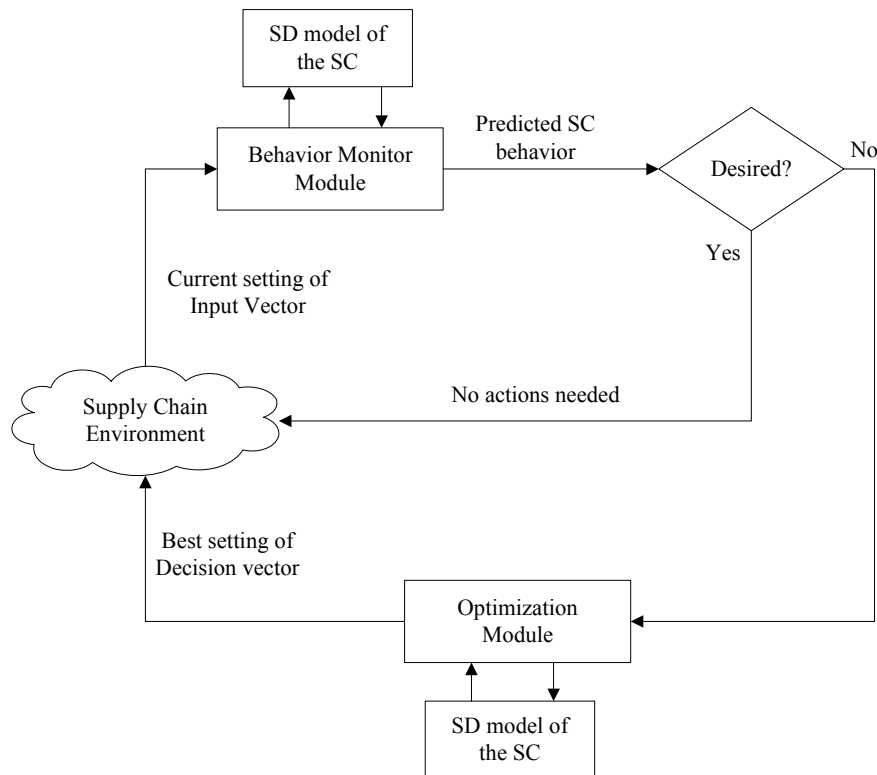 SD model of
the SC
Behavior Monitor
Module
Predicted SC
behavior
Desired?
No
Yes
Current setting of
Input Vector
No actions needed
Supply Chain
Environment
Best setting of
Decision vector
Optimization
Module
SD model of
the SC